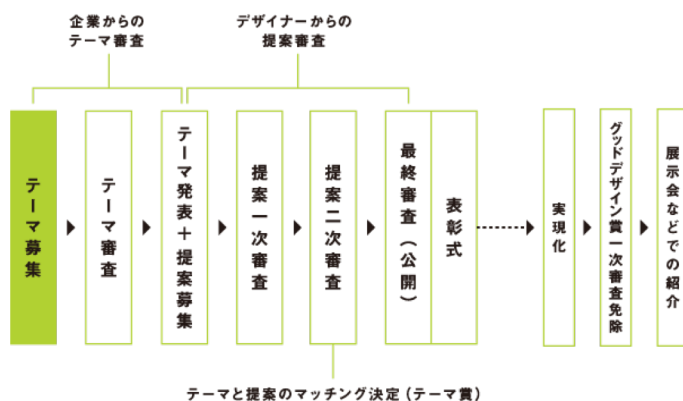 企業からの
テーマ審査
デザイナーからの
提案審査
テーマ募集
テーマ審査
テーマ発表＋提案募集
提案一次審査
提案二次審査
最終審査（公開）
表彰式
実現化
グッドデザイン賞一次審査免除
展示会などでの紹介
テーマと提案のマッチング決定（テーマ賞）